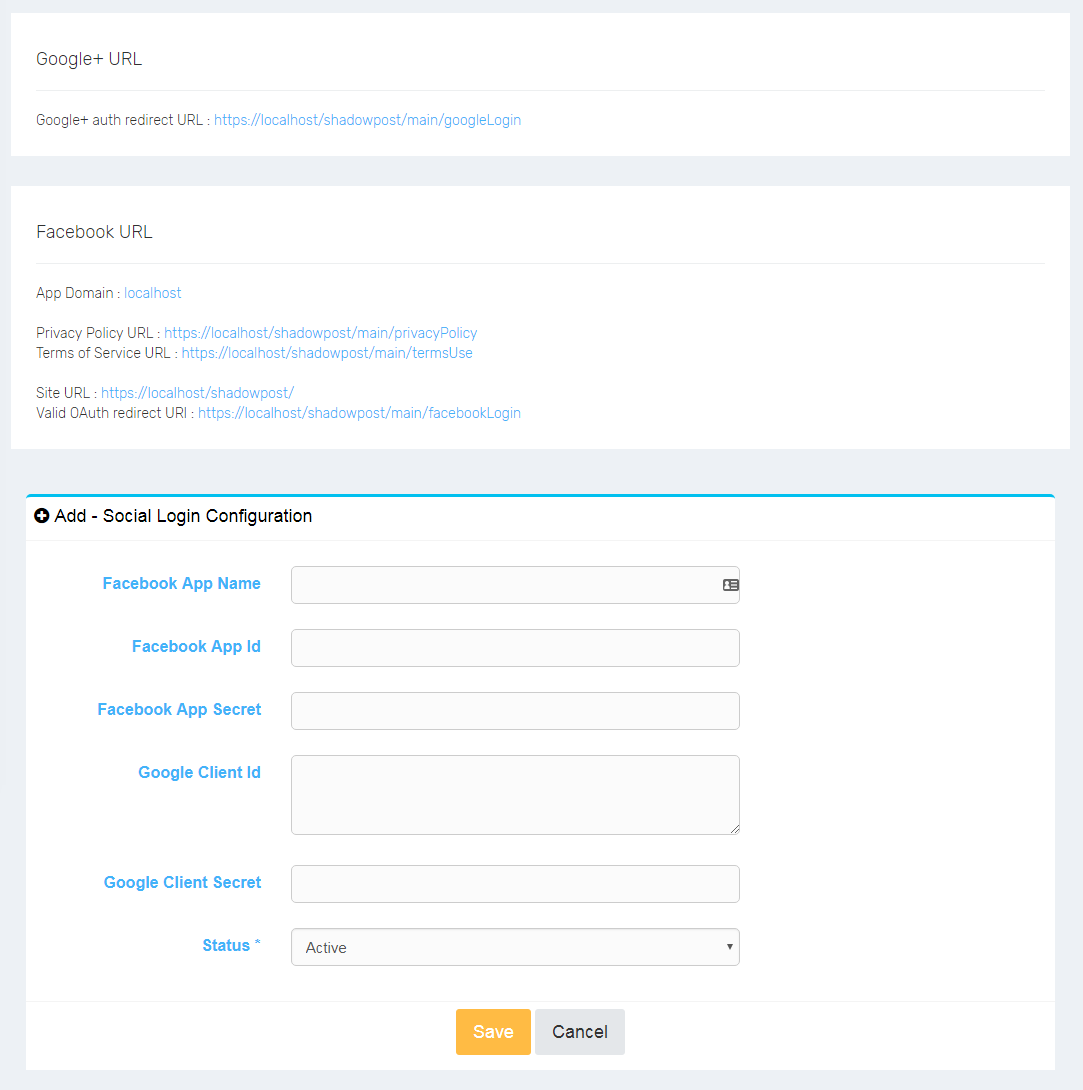 Google+ URL
Google+ auth redirect URL : https://localhost/shadowpost/main/googleLogin
Facebook URL
App Domain : localhost
Privacy Policy URL : https://localhost/shadowpost/main/privacyPolicy
Terms of Service URL : https://localhost/shadowpost/main/termsUse
Site URL : https://localhost/shadowpost/
Valid OAuth redirect URI : https://localhost/shadowpost/main/facebookLogin
Add - Social Login Configuration
Facebook App Name
Facebook App Id
Facebook App Secret
Google Client Id
Google Client Secret
Status *
Active
Save Cancel